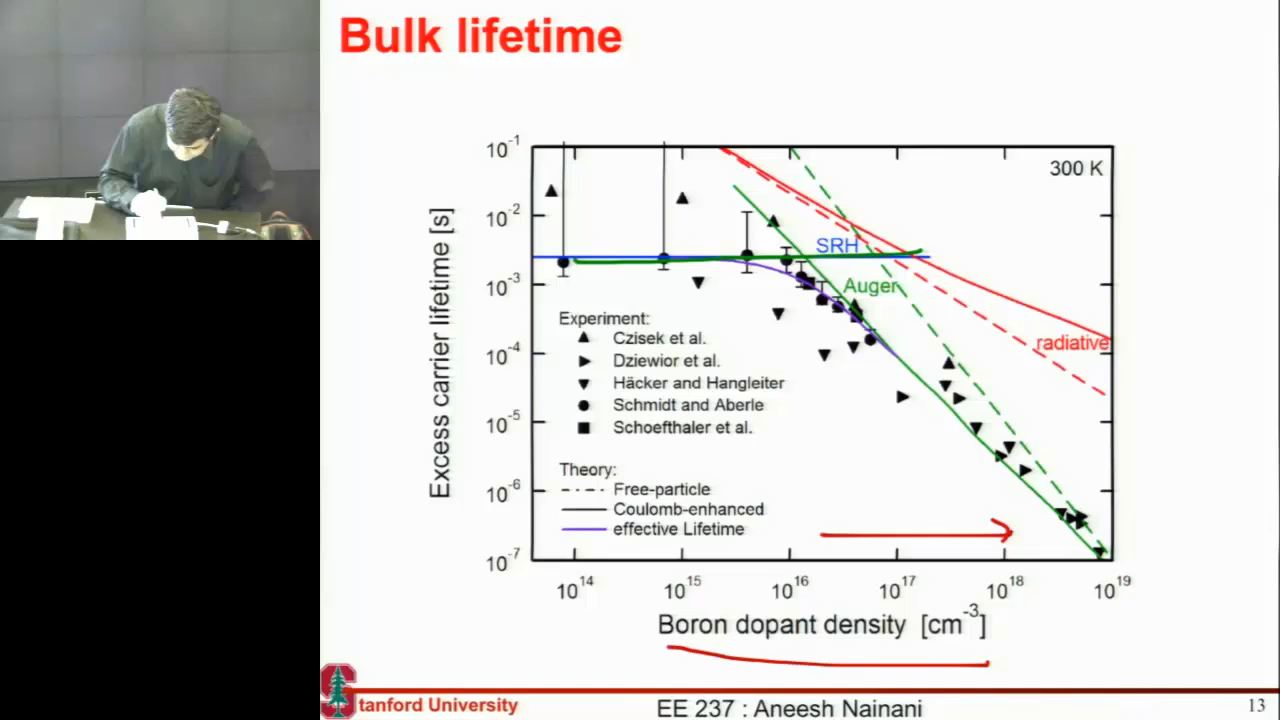 Bulk lifetime
300 K
10-1
10-2
10-3
10-4
10-5
10-6
10-7
Excess carrier lifetime [s]
SRH
Auger
radiative
Experiment:
Czisek et al.
Dziewior et al.
Häcker and Hangleiter
Schmidt and Aberle
Schoefthaler et al.
Theory:
Free-particle
Coulomb-enhanced
effective Lifetime
10^14 10^15 10^16 10^17 10^18 10^19
Boron dopant density [cm-3]
Stanford University
EE 237 : Aneesh Nainani
13